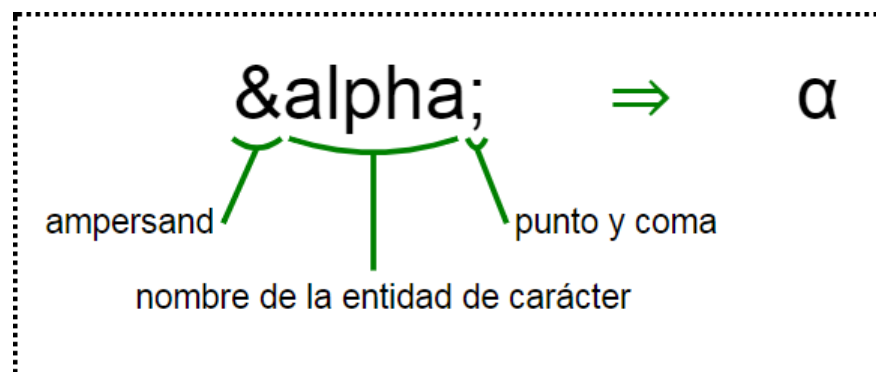 &alpha; ⇒ α
ampersand punto y coma
nombre de la entidad de carácter